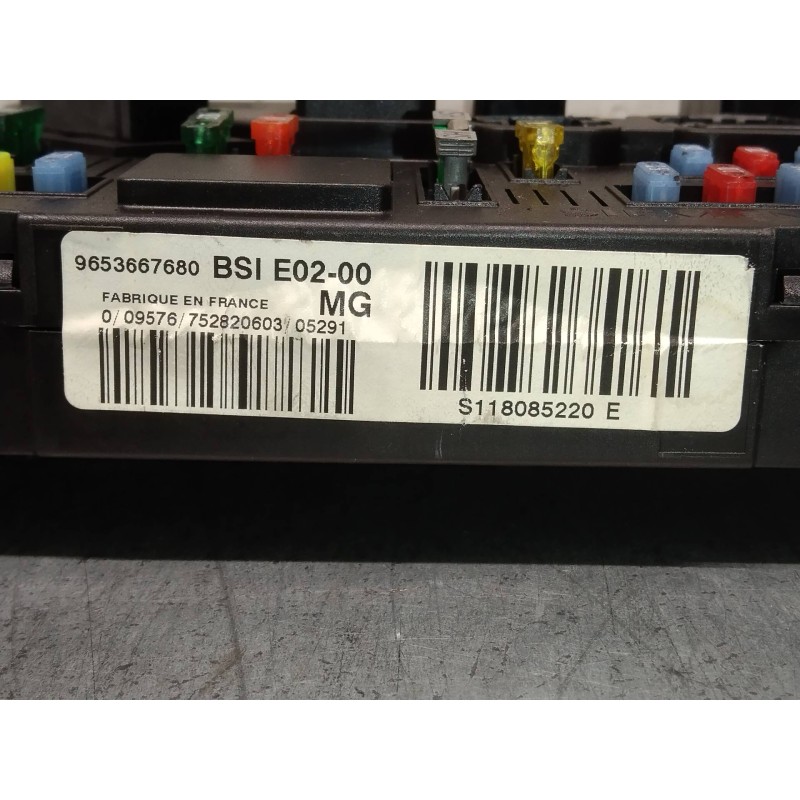 9653667680 BSI E02-00
FABRIQUE EN FRANCE MG
0/09576/752820603/05291
S118085220 E